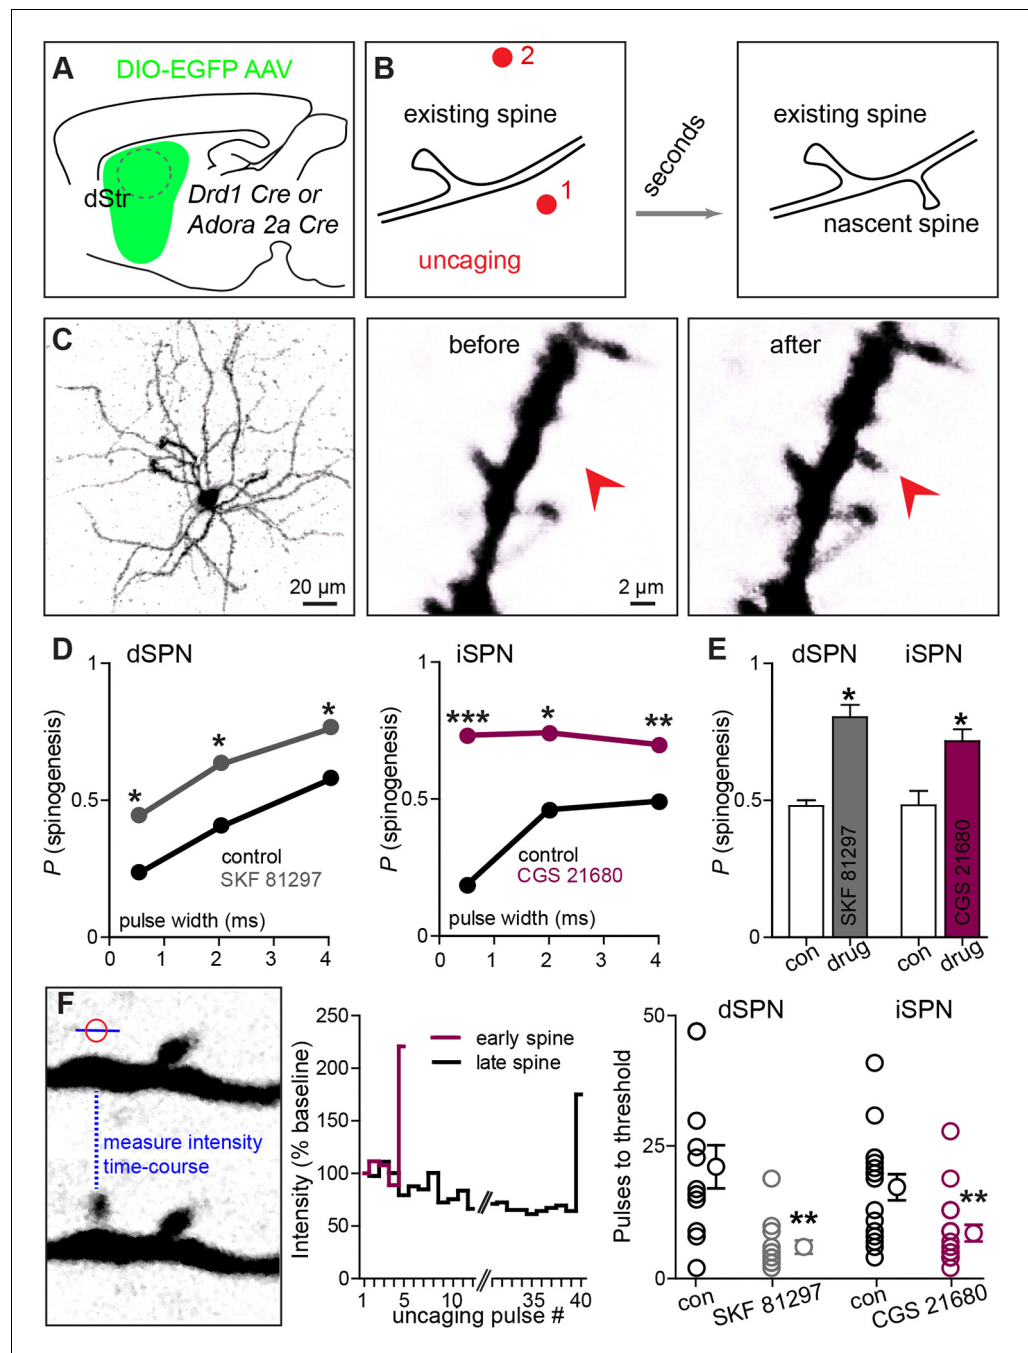 A
DIO-EGFP AAV
dStr
Drd1 Cre or
Adora 2a Cre
B
2
existing spine
1
uncaging
seconds
existing spine
nascent spine
C
20 µm
before
2 µm
after
D
dSPN
P (spinogenesis)
1
0.5
0
*
*
*
control
SKF 81297
pulse width (ms)
0 1 2 3 4
iSPN
P (spinogenesis)
1
0.5
0
***
*
**
control
CGS 21680
pulse width (ms)
0 1 2 3 4
E
dSPN iSPN
P (spinogenesis)
1
0.5
0
*
*
SKF 81297
CGS 21680
con drug con drug
F
measure intensity
time-course
Intensity (% baseline)
250
200
150
100
50
0
early spine
late spine
1 5 10 35 40
uncaging pulse #
dSPN iSPN
Pulses to threshold
50
25
0
**
**
con SKF 81297 con CGS 21680